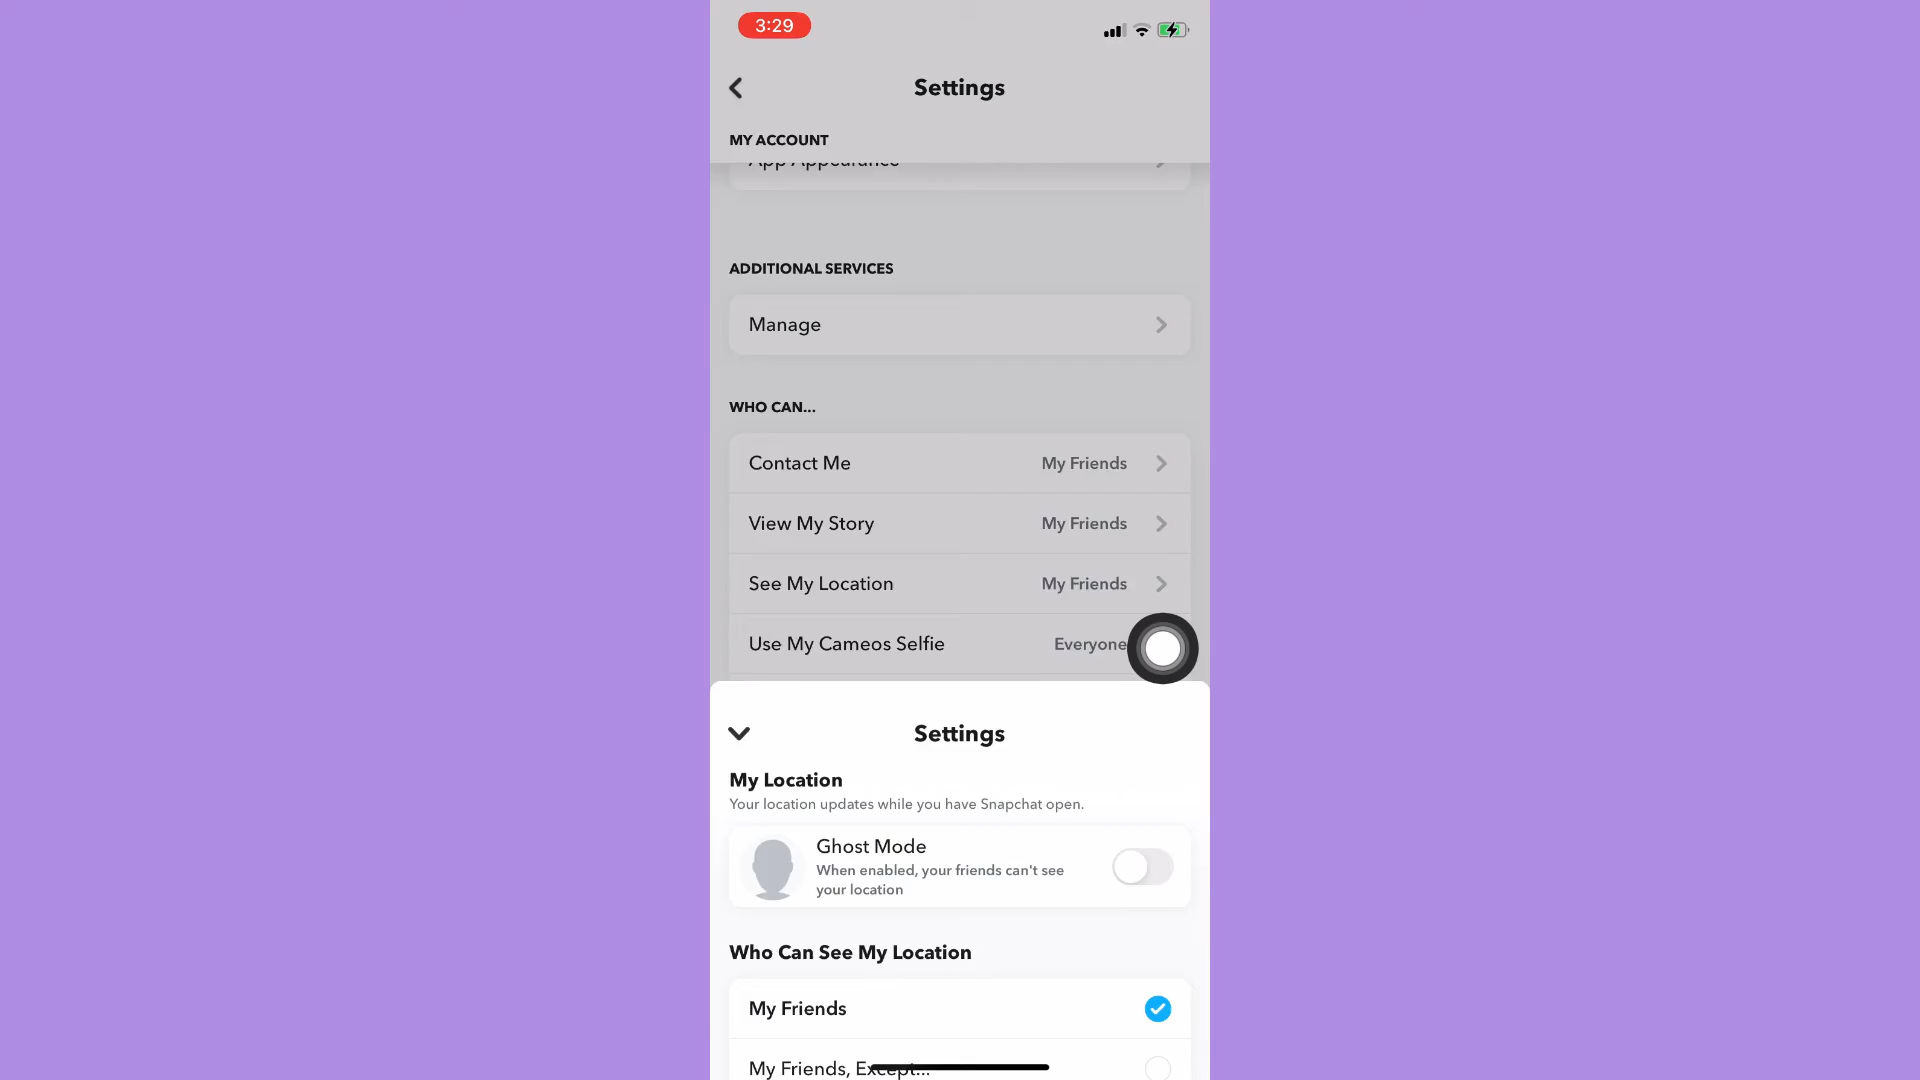 3:29
Settings
MY ACCOUNT
App Appearance
ADDITIONAL SERVICES
Manage
WHO CAN...
Contact Me My Friends
View My Story My Friends
See My Location My Friends
Use My Cameos Selfie Everyone
Settings
My Location
Your location updates while you have Snapchat open.
Ghost Mode
When enabled, your friends can't see
your location
Who Can See My Location
My Friends
My Friends, Except...